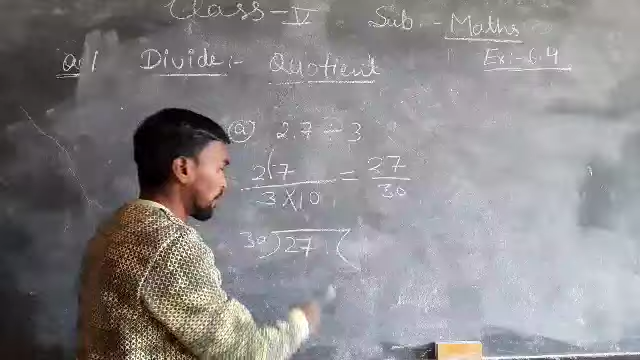 Class - V Sub. - Maths
Q.1 Divide :- Quotient Ex:- 6.4
(a) 2.7 ÷ 3
2 7 / 3 × 10 = 27 / 30
30 ) 27 (